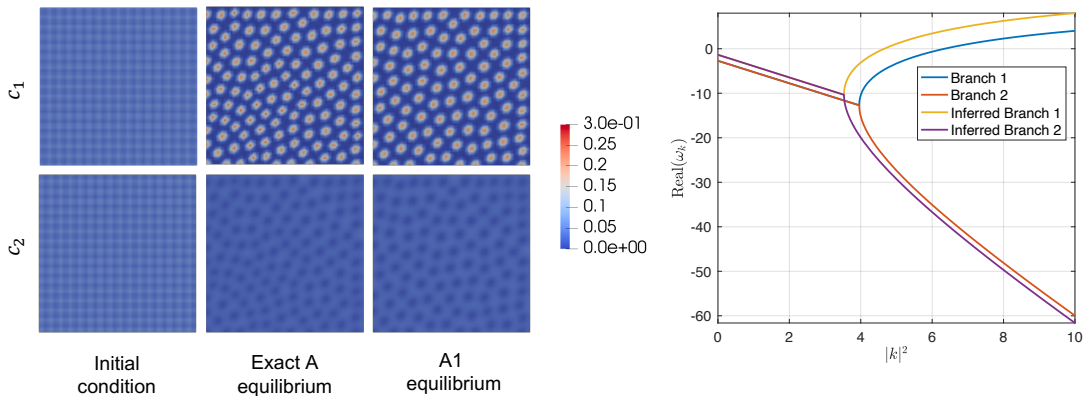 c₁
c₂
Initial
condition
Exact A
equilibrium
A1
equilibrium
3.0e-01
0.2
0.15
0.1
0.05
0.0e+00
Real(ωₖ)
0
-10
-20
-30
-40
-50
-60
0
2
4
6
8
10
|k|²
Branch 1
Branch 2
Inferred Branch 1
Inferred Branch 2